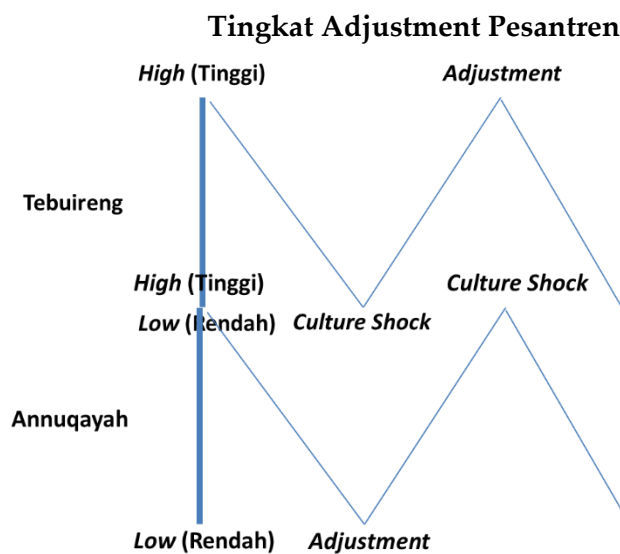 Tingkat Adjustment Pesantren
High (Tinggi)
Adjustment
Tebuireng
High (Tinggi)
Culture Shock
Low (Rendah)
Culture Shock
Annuqayah
Low (Rendah)
Adjustment